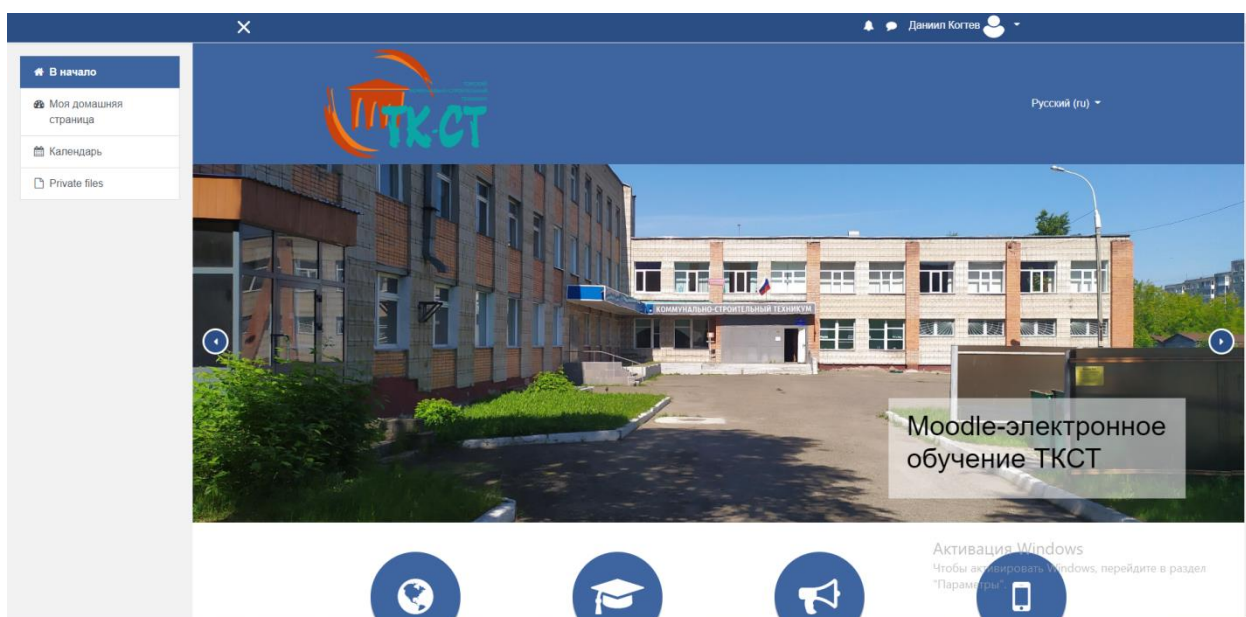 Даниил Когтев
В начало
Моя домашняя
страница
Календарь
Private files
ТК-СТ
Русский (ru)
КОММУНАЛЬНО-СТРОИТЕЛЬНЫЙ ТЕХНИКУМ
Moodle-электронное
обучение ТКСТ
Активация Windows
Чтобы активировать Windows, перейдите в раздел
"Параметры".